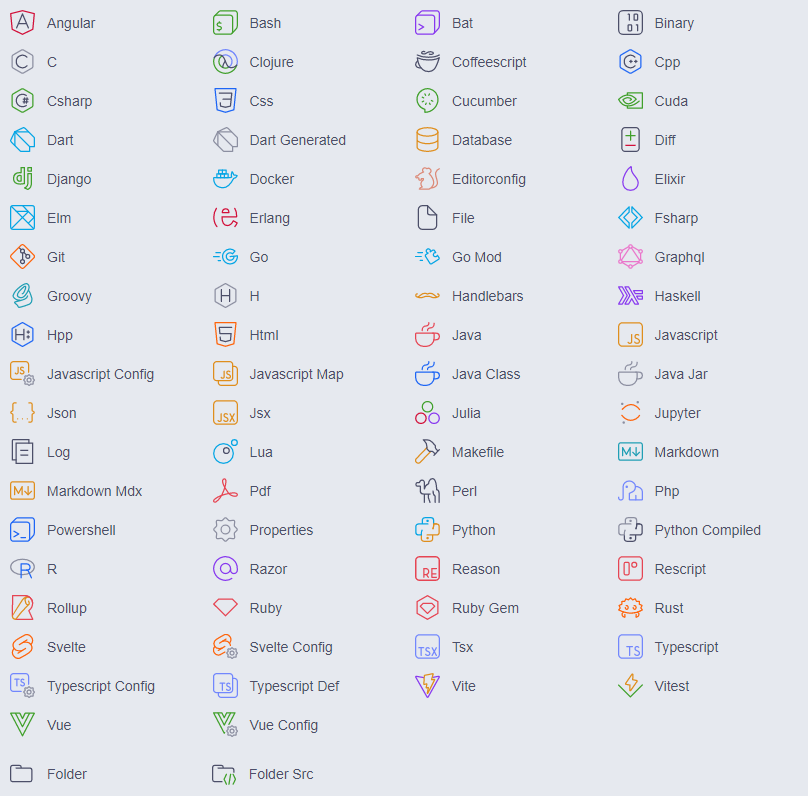 Angular Bash Bat Binary
C Clojure Coffeescript Cpp
Csharp Css Cucumber Cuda
Dart Dart Generated Database Diff
Django Docker Editorconfig Elixir
Elm Erlang File Fsharp
Git Go Go Mod Graphql
Groovy H Handlebars Haskell
Hpp Html Java Javascript
Javascript Config Javascript Map Java Class Java Jar
Json Jsx Julia Jupyter
Log Lua Makefile Markdown
Markdown Mdx Pdf Perl Php
Powershell Properties Python Python Compiled
R Razor Reason Rescript
Rollup Ruby Ruby Gem Rust
Svelte Svelte Config Tsx Typescript
Typescript Config Typescript Def Vite Vitest
Vue Vue Config
Folder Folder Src